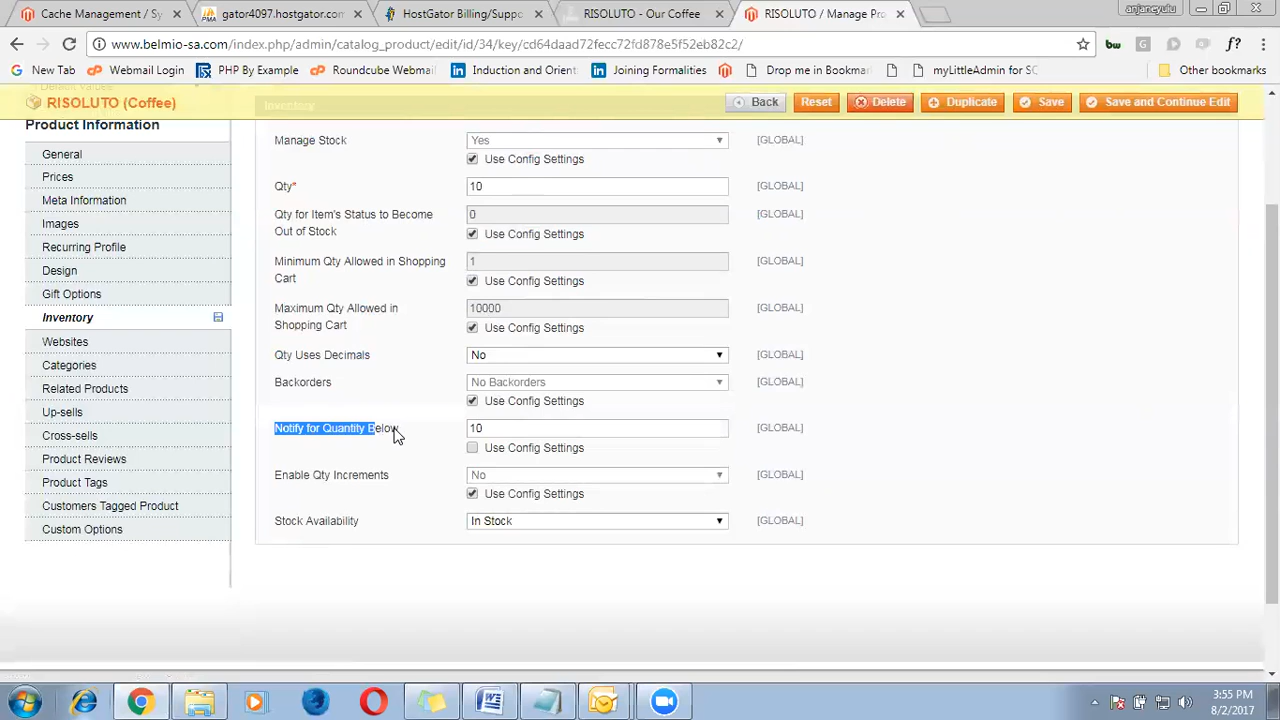 Cache Management / Sy
gator4097.hostgator.com
HostGator Billing/Suppo
RISOLUTO - Our Coffee
RISOLUTO / Manage Pro
anjaneyulu
www.belmio-sa.com/index.php/admin/catalog_product/edit/id/34/key/cd64daad72fecc72fd878e5f52eb82c2/
New Tab
Webmail Login
PHP By Example
Roundcube Webmail
Induction and Orient
Joining Formalities
Drop me in Bookmar
myLittleAdmin for SC
Other bookmarks
RISOLUTO (Coffee)
Inventory
Back
Reset
Delete
Duplicate
Save
Save and Continue Edit
Product Information
General
Prices
Meta Information
Images
Recurring Profile
Design
Gift Options
Inventory
Websites
Categories
Related Products
Up-sells
Cross-sells
Product Reviews
Product Tags
Customers Tagged Product
Custom Options
Manage Stock Yes [GLOBAL]
Use Config Settings
Qty* 10 [GLOBAL]
Qty for Item's Status to Become Out of Stock 0 [GLOBAL]
Use Config Settings
Minimum Qty Allowed in Shopping Cart 1 [GLOBAL]
Use Config Settings
Maximum Qty Allowed in Shopping Cart 10000 [GLOBAL]
Use Config Settings
Qty Uses Decimals No [GLOBAL]
Backorders No Backorders [GLOBAL]
Use Config Settings
Notify for Quantity Below 10 [GLOBAL]
Use Config Settings
Enable Qty Increments No [GLOBAL]
Use Config Settings
Stock Availability In Stock [GLOBAL]
3:55 PM
8/2/2017